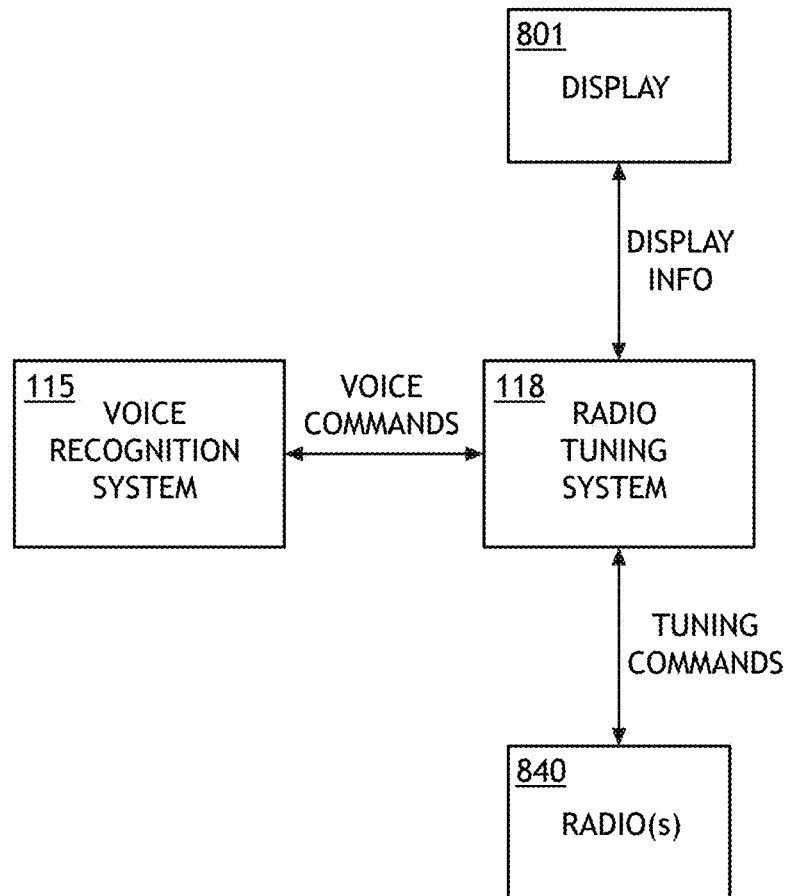 801
DISPLAY
DISPLAY
INFO
115
VOICE
RECOGNITION
SYSTEM
VOICE
COMMANDS
118
RADIO
TUNING
SYSTEM
TUNING
COMMANDS
840
RADIO(s)